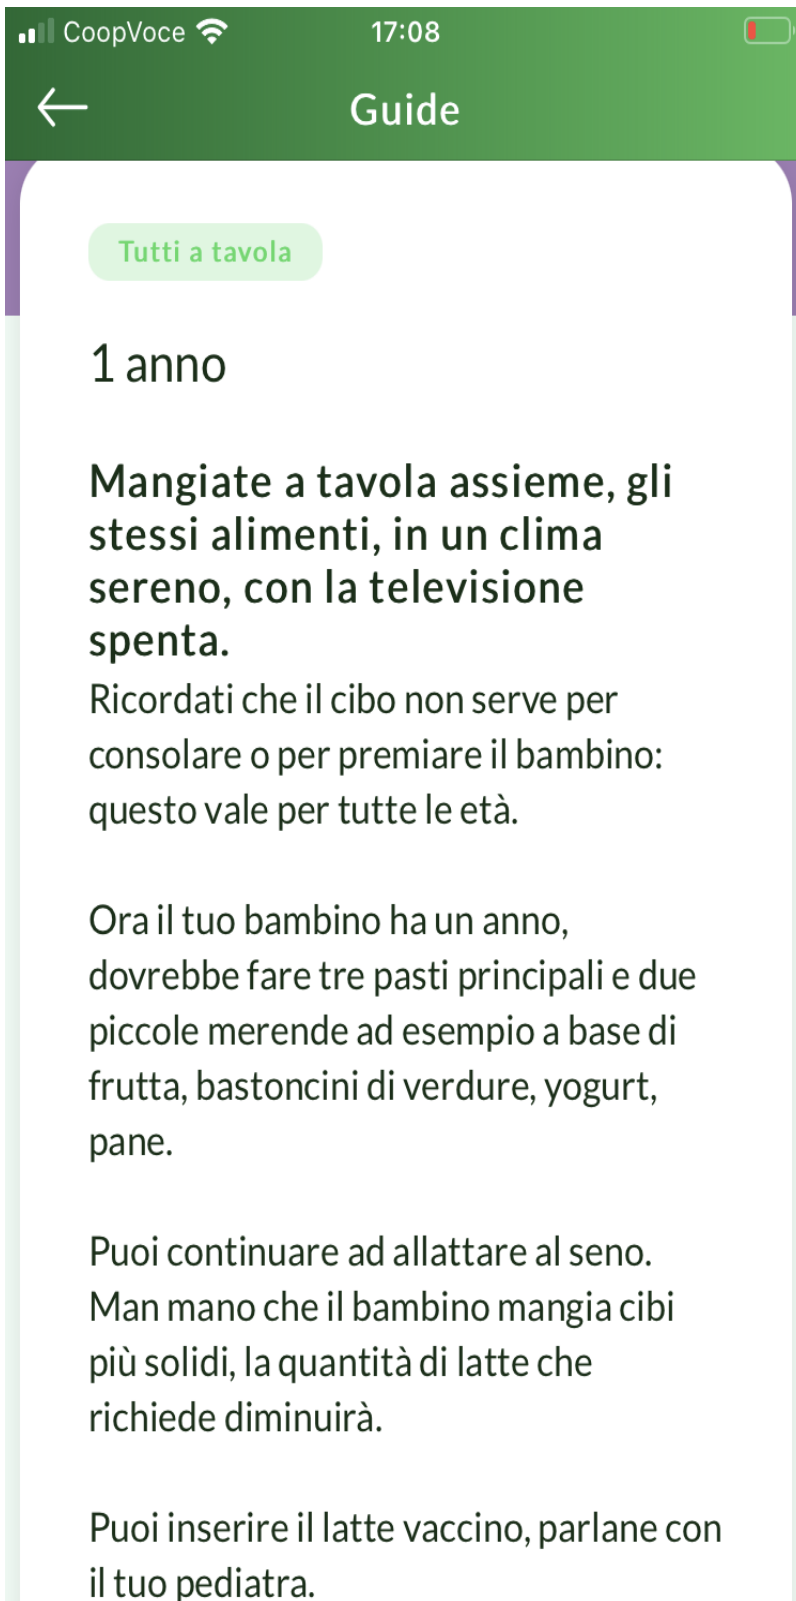 CoopVoce
17:08
Guide
Tutti a tavola
1 anno
Mangiate a tavola assieme, gli
stessi alimenti, in un clima
sereno, con la televisione
spenta.
Ricordati che il cibo non serve per
consolare o per premiare il bambino:
questo vale per tutte le età.
Ora il tuo bambino ha un anno,
dovrebbe fare tre pasti principali e due
piccole merende ad esempio a base di
frutta, bastoncini di verdure, yogurt,
pane.
Puoi continuare ad allattare al seno.
Man mano che il bambino mangia cibi
più solidi, la quantità di latte che
richiede diminuirà.
Puoi inserire il latte vaccino, parlane con
il tuo pediatra.